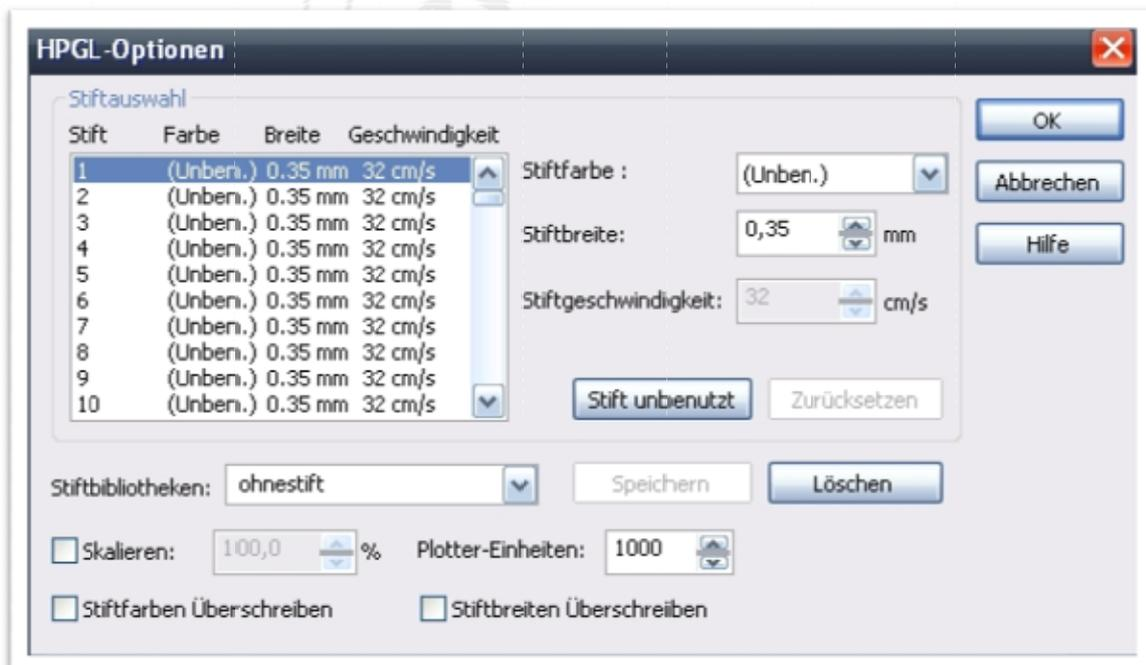 HPGL-Optionen
Stiftauswahl
Stift Farbe Breite Geschwindigkeit
1 (Unben.) 0.35 mm 32 cm/s
2 (Unben.) 0.35 mm 32 cm/s
3 (Unben.) 0.35 mm 32 cm/s
4 (Unben.) 0.35 mm 32 cm/s
5 (Unben.) 0.35 mm 32 cm/s
6 (Unben.) 0.35 mm 32 cm/s
7 (Unben.) 0.35 mm 32 cm/s
8 (Unben.) 0.35 mm 32 cm/s
9 (Unben.) 0.35 mm 32 cm/s
10 (Unben.) 0.35 mm 32 cm/s
Stiftfarbe : (Unben.)
Stiftbreite: 0,35 mm
Stiftgeschwindigkeit: 32 cm/s
Stift unbenutzt Zurücksetzen
OK
Abbrechen
Hilfe
Stiftbibliotheken: ohnestift Speichern Löschen
Skalieren: 100,0 % Plotter-Einheiten: 1000
Stiftfarben Überschreiben Stiftbreiten Überschreiben